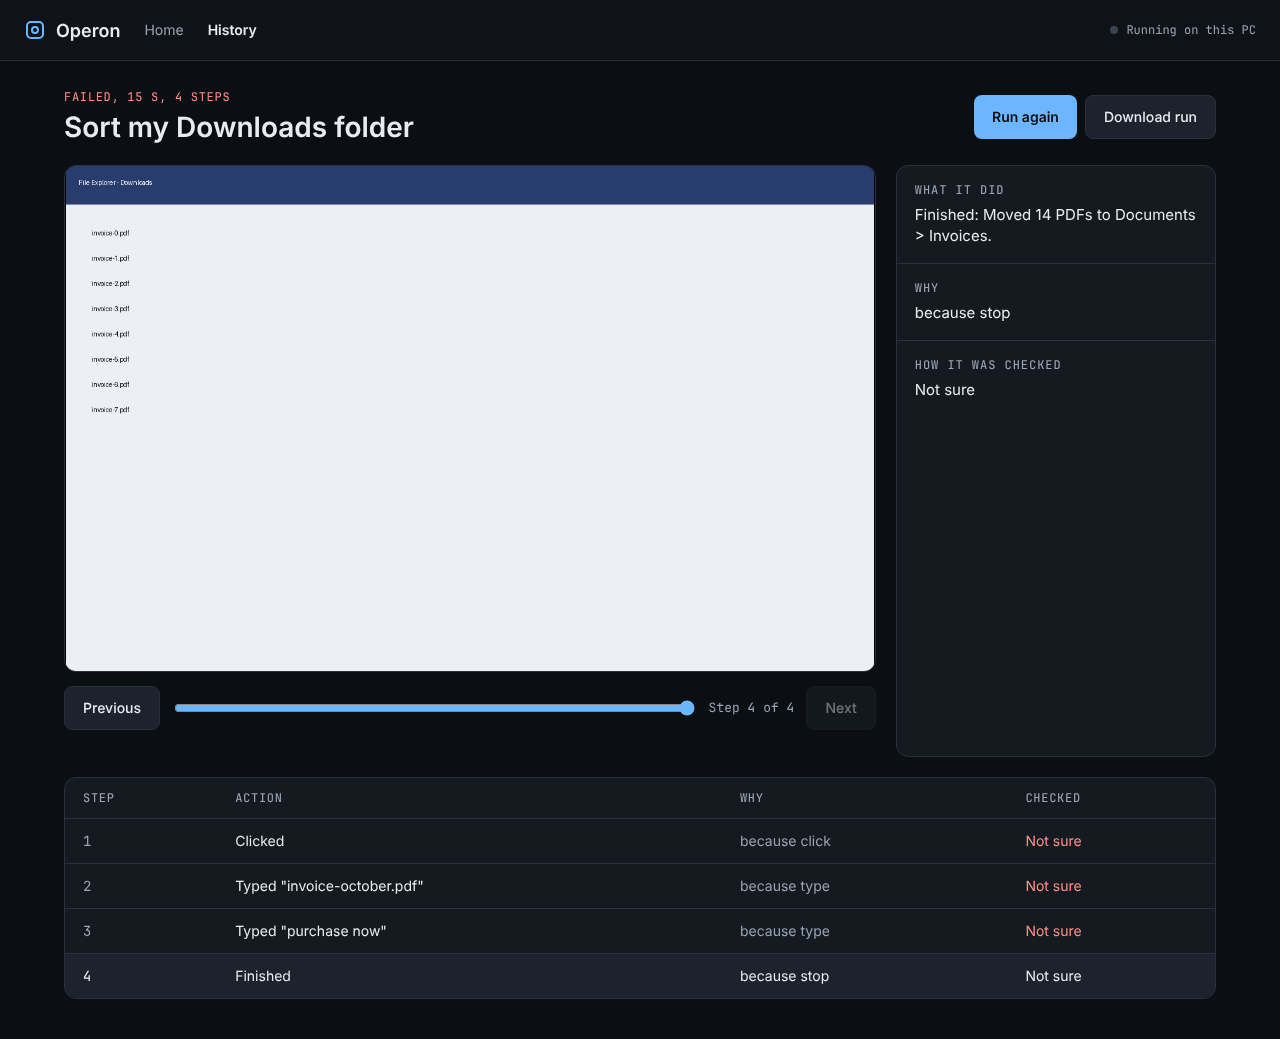 Operon
Home
History
Running on this PC
FAILED, 15 S, 4 STEPS
Sort my Downloads folder
Run again
Download run
File Explorer - Downloads
invoice-0.pdf
invoice-1.pdf
invoice-2.pdf
invoice-3.pdf
invoice-4.pdf
invoice-5.pdf
invoice-6.pdf
invoice-7.pdf
Previous
Step 4 of 4
Next
WHAT IT DID
Finished: Moved 14 PDFs to Documents
> Invoices.
WHY
because stop
HOW IT WAS CHECKED
Not sure
STEP ACTION WHY CHECKED
1 Clicked because click Not sure
2 Typed "invoice-october.pdf" because type Not sure
3 Typed "purchase now" because type Not sure
4 Finished because stop Not sure